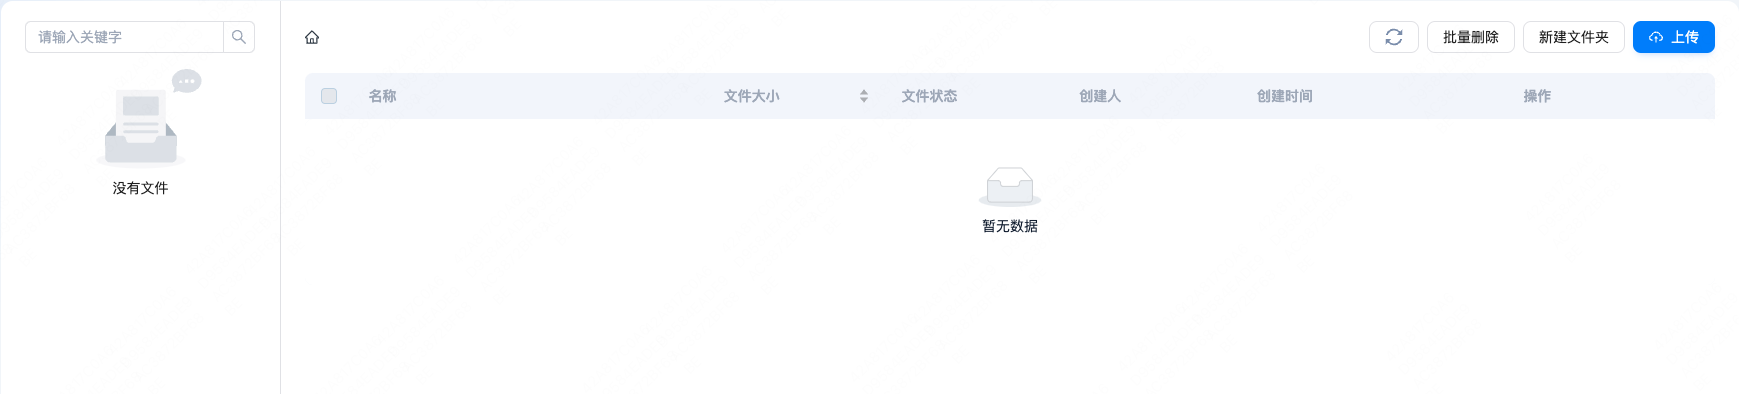 请输入关键字
没有文件
批量删除
新建文件夹
上传
名称 文件大小 文件状态 创建人 创建时间 操作
暂无数据